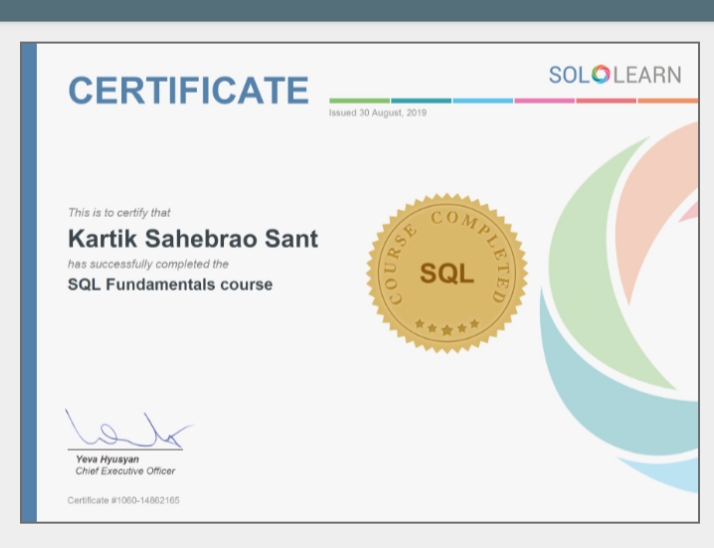 CERTIFICATE
SOLOLEARN
Issued 30 August, 2019
This is to certify that
Kartik Sahebrao Sant
has successfully completed the
SQL Fundamentals course
COURSE COMPLETED
SQL
Yeva Hyusyan
Chief Executive Officer
Certificate #1060-14862165